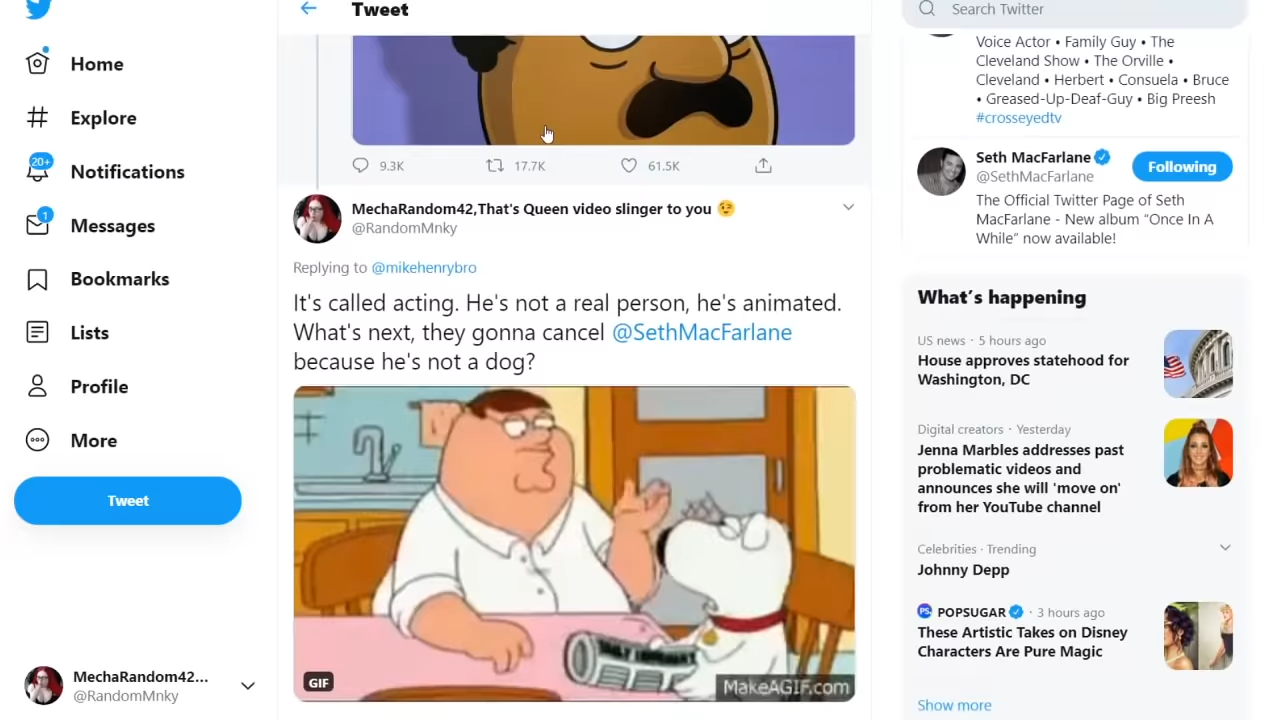 Home
Explore
20+
Notifications
1
Messages
Bookmarks
Lists
Profile
More
Tweet
MechaRandom42...
@RandomMnky
Tweet
9.3K 17.7K 61.5K
MechaRandom42,That's Queen video slinger to you 😉
@RandomMnky
Replying to @mikehenrybro
It's called acting. He's not a real person, he's animated.
What's next, they gonna cancel @SethMacFarlane
because he's not a dog?
GIF
MakeAGIF.com
Search Twitter
Voice Actor • Family Guy • The
Cleveland Show • The Orville •
Cleveland • Herbert • Consuela • Bruce
• Greased-Up-Deaf-Guy • Big Preesh
#crosseyedtv
Seth MacFarlane
@SethMacFarlane
Following
The Official Twitter Page of Seth
MacFarlane - New album “Once In A
While” now available!
What’s happening
US news · 5 hours ago
House approves statehood for
Washington, DC
Digital creators · Yesterday
Jenna Marbles addresses past
problematic videos and
announces she will 'move on'
from her YouTube channel
Celebrities · Trending
Johnny Depp
PS POPSUGAR · 3 hours ago
These Artistic Takes on Disney
Characters Are Pure Magic
Show more